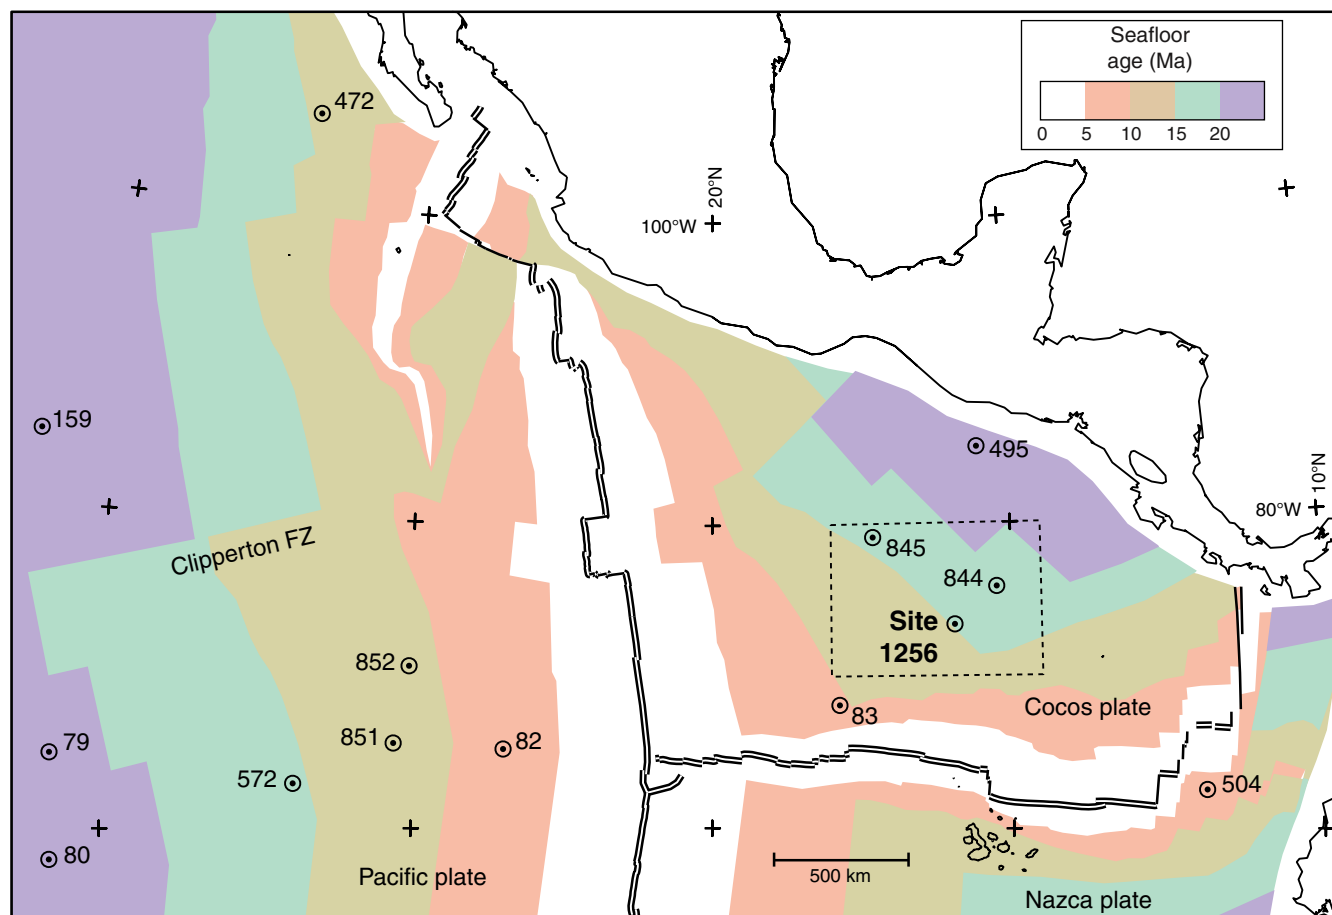 Seafloor
age (Ma)
0 5 10 15 20
472
20°N
100°W
159
495
10°N
80°W
Clipperton FZ
845
844
Site
1256
852
83
Cocos plate
79
851
82
572
504
80
Pacific plate
500 km
Nazca plate